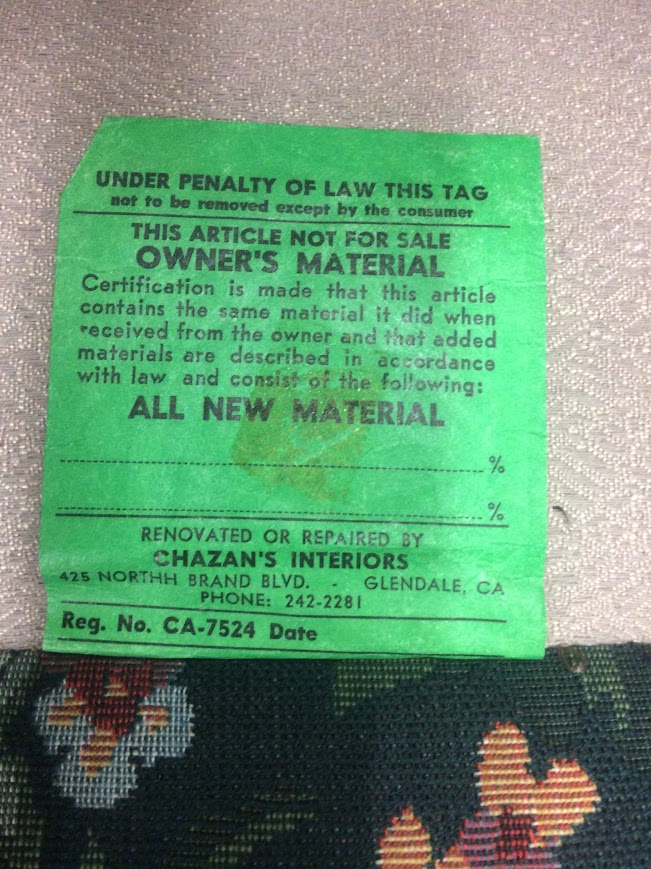 UNDER PENALTY OF LAW THIS TAG
not to be removed except by the consumer
THIS ARTICLE NOT FOR SALE
OWNER'S MATERIAL
Certification is made that this article
contains the same material it did when
received from the owner and that added
materials are described in accordance
with law and consist of the following:
ALL NEW MATERIAL
%
%
RENOVATED OR REPAIRED BY
CHAZAN'S INTERIORS
425 NORTHH BRAND BLVD. - GLENDALE, CA
PHONE: 242-2281
Reg. No. CA-7524 Date